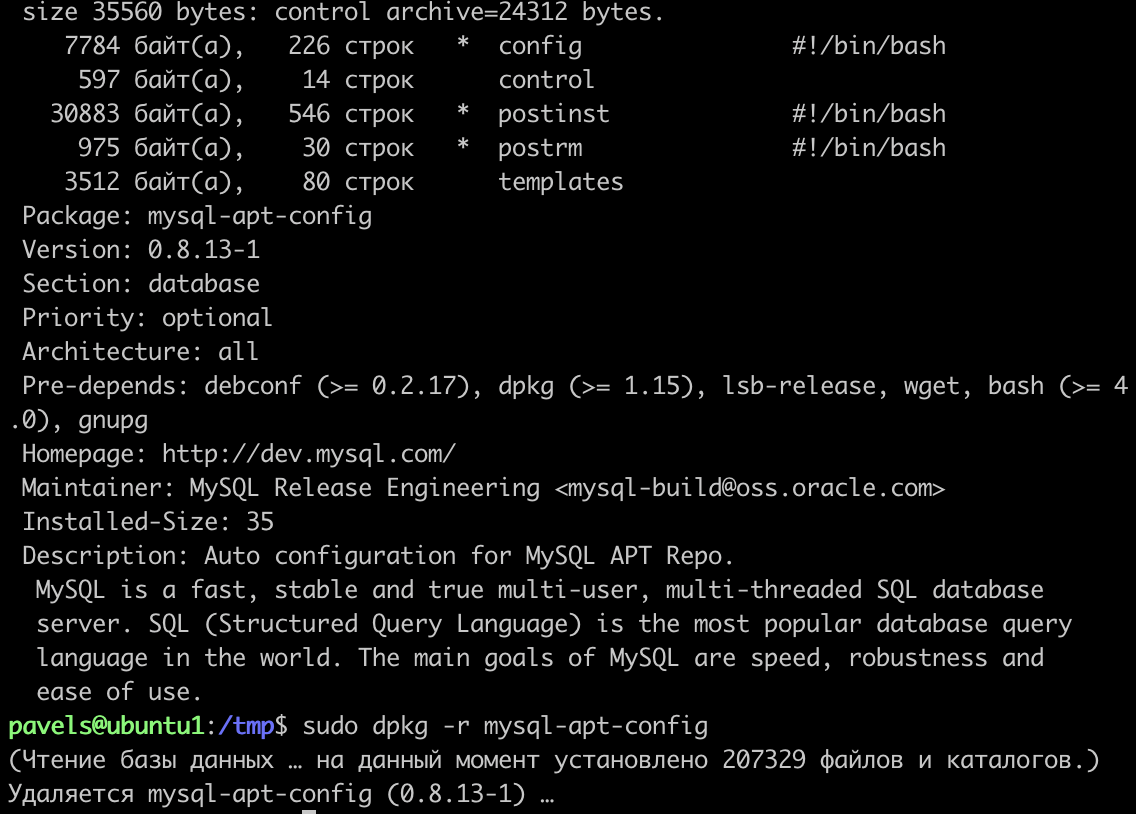 size 35560 bytes: control archive=24312 bytes.
7784 байт(а), 226 строк * config #!/bin/bash
597 байт(а), 14 строк control
30883 байт(а), 546 строк * postinst #!/bin/bash
975 байт(а), 30 строк * postrm #!/bin/bash
3512 байт(а), 80 строк templates
Package: mysql-apt-config
Version: 0.8.13-1
Section: database
Priority: optional
Architecture: all
Pre-depends: debconf (>= 0.2.17), dpkg (>= 1.15), lsb-release, wget, bash (>= 4
.0), gnupg
Homepage: http://dev.mysql.com/
Maintainer: MySQL Release Engineering <mysql-build@oss.oracle.com>
Installed-Size: 35
Description: Auto configuration for MySQL APT Repo.
MySQL is a fast, stable and true multi-user, multi-threaded SQL database
server. SQL (Structured Query Language) is the most popular database query
language in the world. The main goals of MySQL are speed, robustness and
ease of use.
pavels@ubuntu1:/tmp$ sudo dpkg -r mysql-apt-config
(Чтение базы данных … на данный момент установлено 207329 файлов и каталогов.)
Удаляется mysql-apt-config (0.8.13-1) …